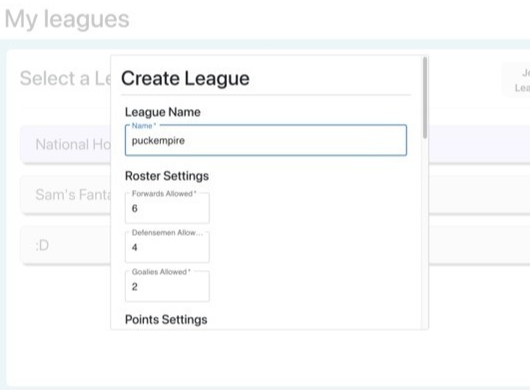 My leagues
Select a Le
Create League
Je
Lea
League Name
Name*
puckempire
National Ho
Roster Settings
Forwards Allowed*
6
Sam's Fanta
Defensemen Allow...
4
:D
Goalies Allowed*
2
Points Settings